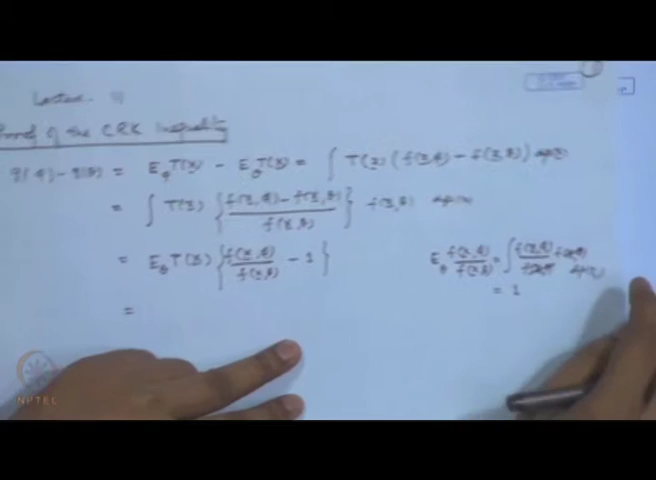 Lecture - 11
Proof of the CRK Inequality
g(φ) - g(θ) = E_φ T(X) - E_θ T(X) = ∫ T(x) (f(x,φ) - f(x,θ)) dμ(x)
= ∫ T(x) { f(x,φ) - f(x,θ) / f(x,θ) } f(x,θ) dμ(x)
= E_θ T(X) { f(X,φ) / f(X,θ) - 1 }
E_θ f(X,φ) / f(X,θ) = ∫ f(x,φ) / f(x,θ) f(x,θ) dμ(x)
= 1
=
NPTEL